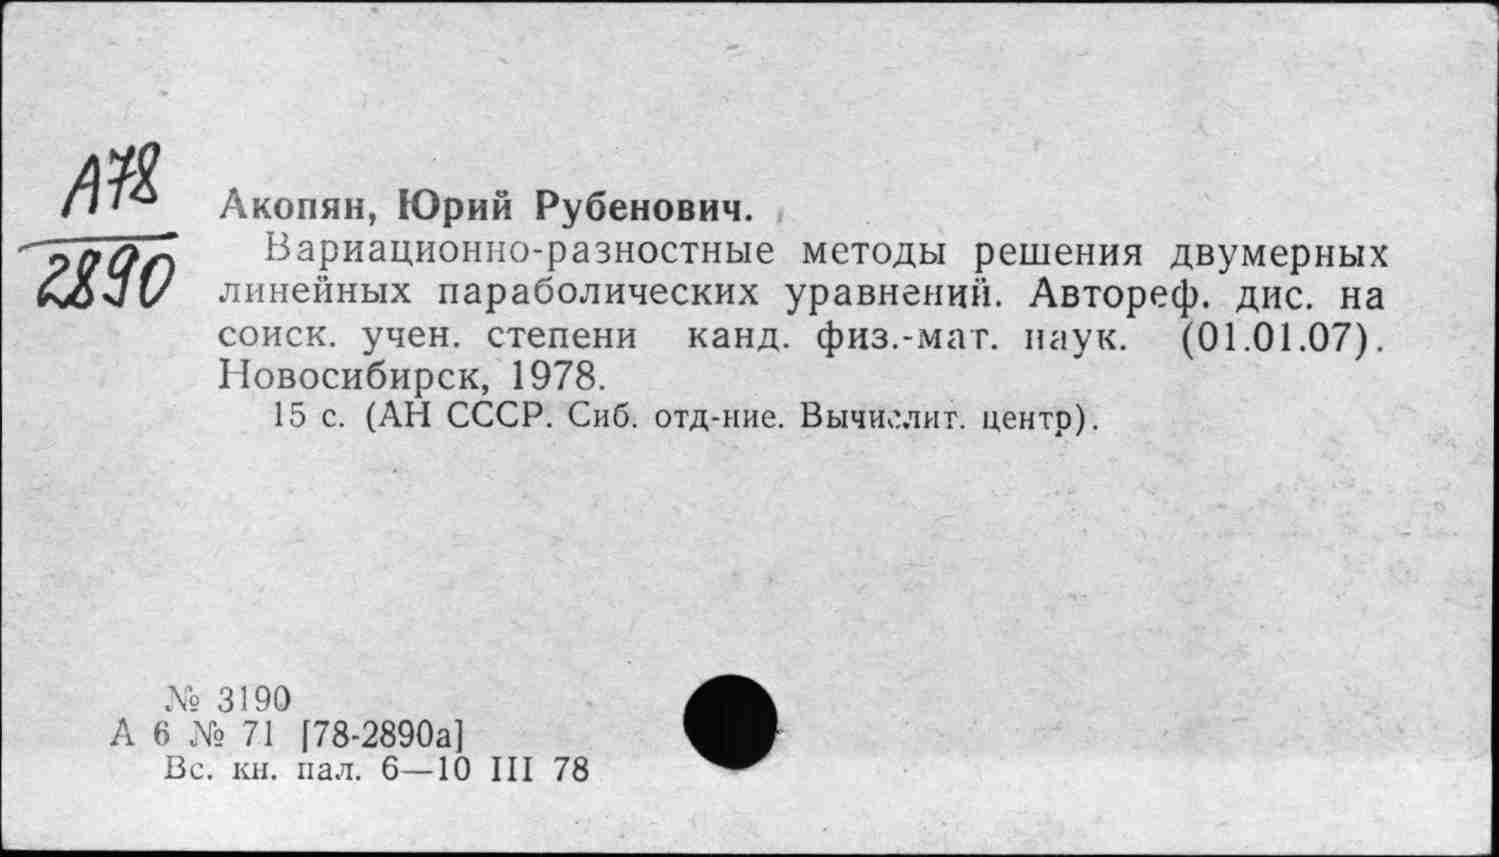 А78
2890
Акопян, Юрий Рубенович.
Вариационно-разностные методы решения двумерных
линейных параболических уравнений. Автореф. дис. на
соиск. учен. степени канд. физ.-мат. наук. (01.01.07).
Новосибирск, 1978.
15 с. (АН СССР. Сиб. отд-ние. Вычислит. центр).
№ 3190
А 6 № 71 [78-2890а]
Вс. кн. пал. 6—10 III 78